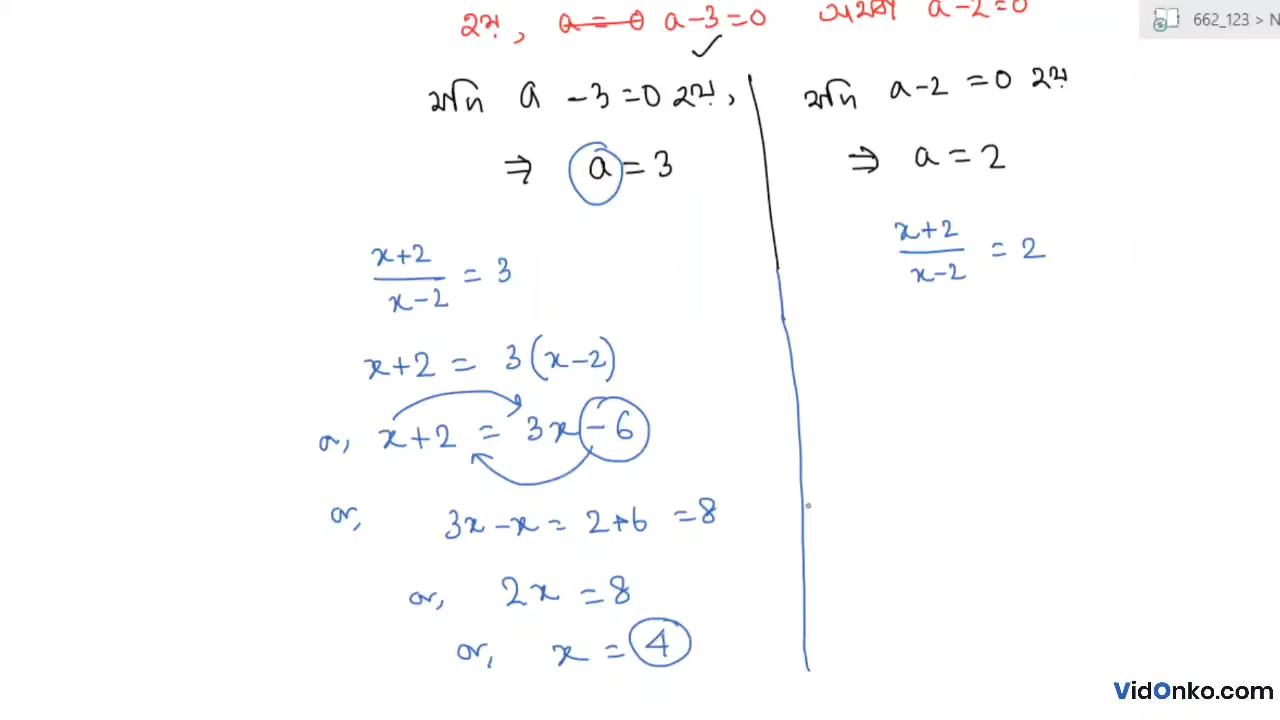 হয়, a = 0 a-3=0 অথবা a-2=0
662_123 > N
যদি a -3=0 হয়,
⇒ a = 3
x+2/x-2 = 3
x+2 = 3(x-2)
or, x+2 = 3x-6
or, 3x-x = 2+6 =8
or, 2x =8
or, x = 4
যদি a-2 =0 হয়
⇒ a = 2
x+2/x-2 = 2
VidOnko.com